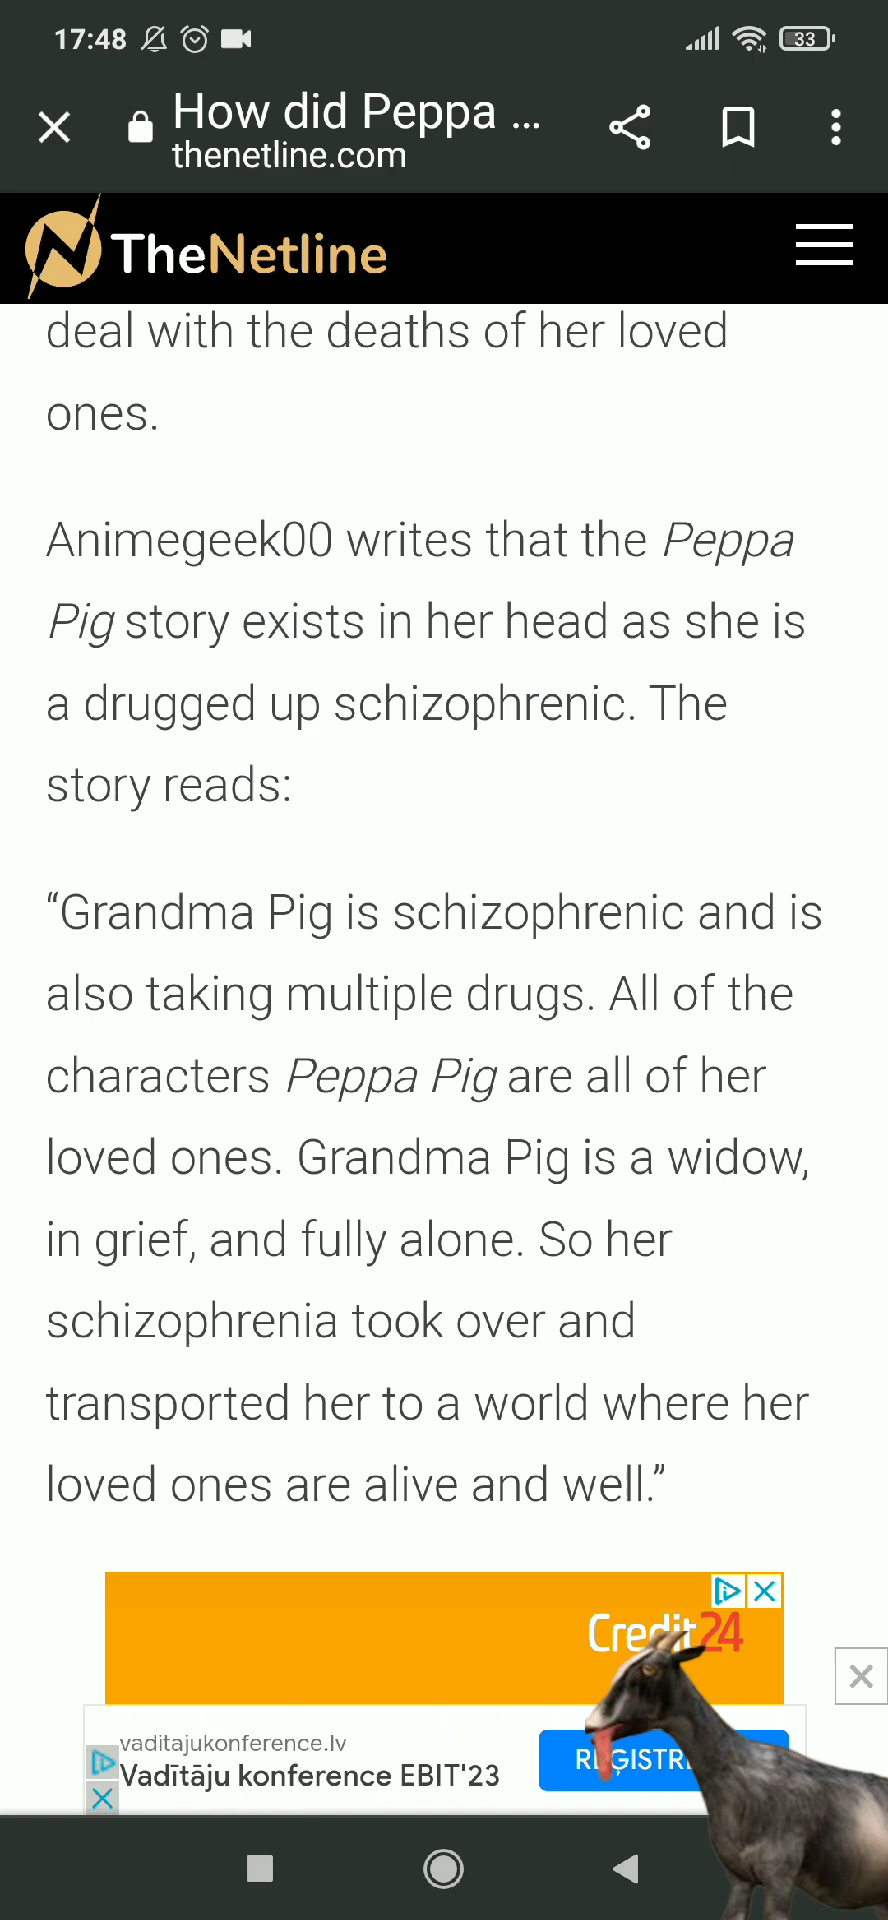 17:48
33
How did Peppa ...
thenetline.com
TheNetline
deal with the deaths of her loved
ones.
Animegeek00 writes that the Peppa
Pig story exists in her head as she is
a drugged up schizophrenic. The
story reads:
“Grandma Pig is schizophrenic and is
also taking multiple drugs. All of the
characters Peppa Pig are all of her
loved ones. Grandma Pig is a widow,
in grief, and fully alone. So her
schizophrenia took over and
transported her to a world where her
loved ones are alive and well.”
Credit24
vaditajukonference.lv
Vadītāju konference EBIT'23